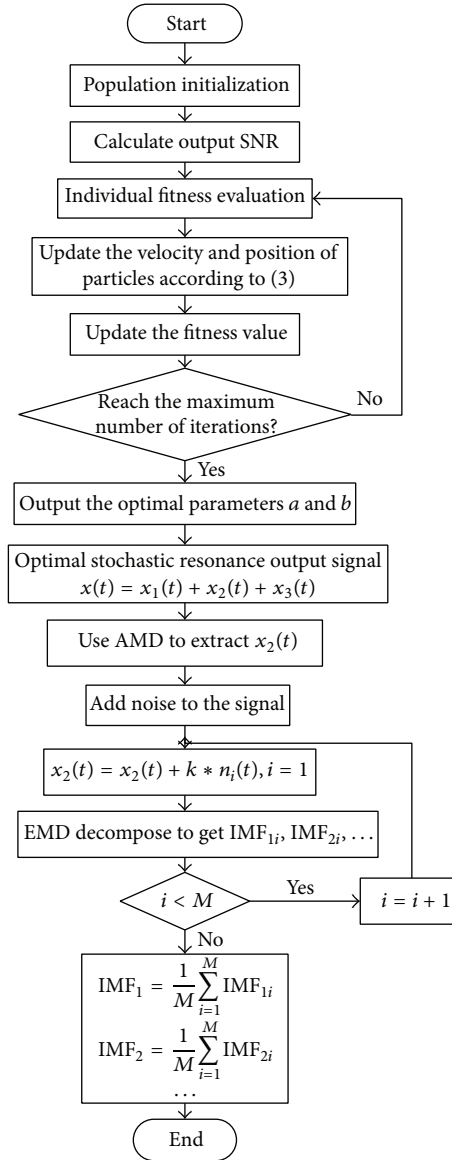 Start
Population initialization
Calculate output SNR
Individual fitness evaluation
Update the velocity and position of
particles according to (3)
Update the fitness value
Reach the maximum
number of iterations?
No
Yes
Output the optimal parameters a and b
Optimal stochastic resonance output signal
x(t) = x₁(t) + x₂(t) + x₃(t)
Use AMD to extract x₂(t)
Add noise to the signal
x₂(t) = x₂(t) + k * nᵢ(t), i = 1
EMD decompose to get IMF₁ᵢ, IMF₂ᵢ, …
i < M
Yes
i = i + 1
No
IMF₁ = 1/M ∑ᵢ₌₁ᴹ IMF₁ᵢ
IMF₂ = 1/M ∑ᵢ₌₁ᴹ IMF₂ᵢ
…
End